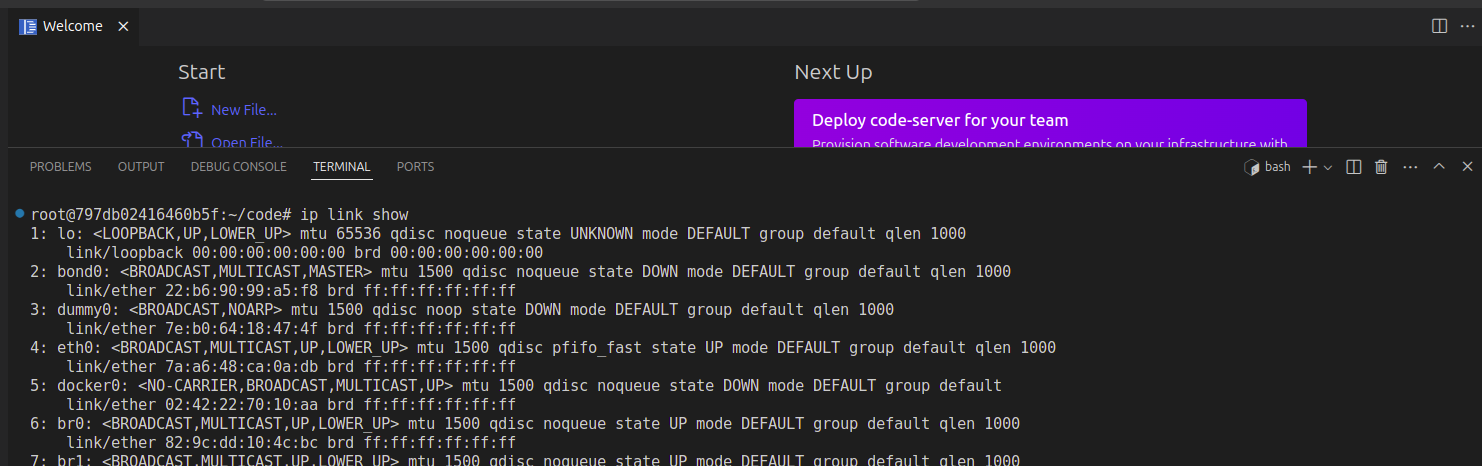 Welcome
Start
Next Up
New File...
Open File...
Deploy code-server for your team
Provision software development environments on your infrastructure with
PROBLEMS OUTPUT DEBUG CONSOLE TERMINAL PORTS
bash
root@797db02416460b5f:~/code# ip link show
1: lo: <LOOPBACK,UP,LOWER_UP> mtu 65536 qdisc noqueue state UNKNOWN mode DEFAULT group default qlen 1000
link/loopback 00:00:00:00:00:00 brd 00:00:00:00:00:00
2: bond0: <BROADCAST,MULTICAST,MASTER> mtu 1500 qdisc noqueue state DOWN mode DEFAULT group default qlen 1000
link/ether 22:b6:90:99:a5:f8 brd ff:ff:ff:ff:ff:ff
3: dummy0: <BROADCAST,NOARP> mtu 1500 qdisc noop state DOWN mode DEFAULT group default qlen 1000
link/ether 7e:b0:64:18:47:4f brd ff:ff:ff:ff:ff:ff
4: eth0: <BROADCAST,MULTICAST,UP,LOWER_UP> mtu 1500 qdisc pfifo_fast state UP mode DEFAULT group default qlen 1000
link/ether 7a:a6:48:ca:0a:db brd ff:ff:ff:ff:ff:ff
5: docker0: <NO-CARRIER,BROADCAST,MULTICAST,UP> mtu 1500 qdisc noqueue state DOWN mode DEFAULT group default
link/ether 02:42:22:70:10:aa brd ff:ff:ff:ff:ff:ff
6: br0: <BROADCAST,MULTICAST,UP,LOWER_UP> mtu 1500 qdisc noqueue state UP mode DEFAULT group default qlen 1000
link/ether 82:9c:dd:10:4c:bc brd ff:ff:ff:ff:ff:ff
7: br1: <BROADCAST,MULTICAST,UP,LOWER_UP> mtu 1500 qdisc noqueue state UP mode DEFAULT group default qlen 1000